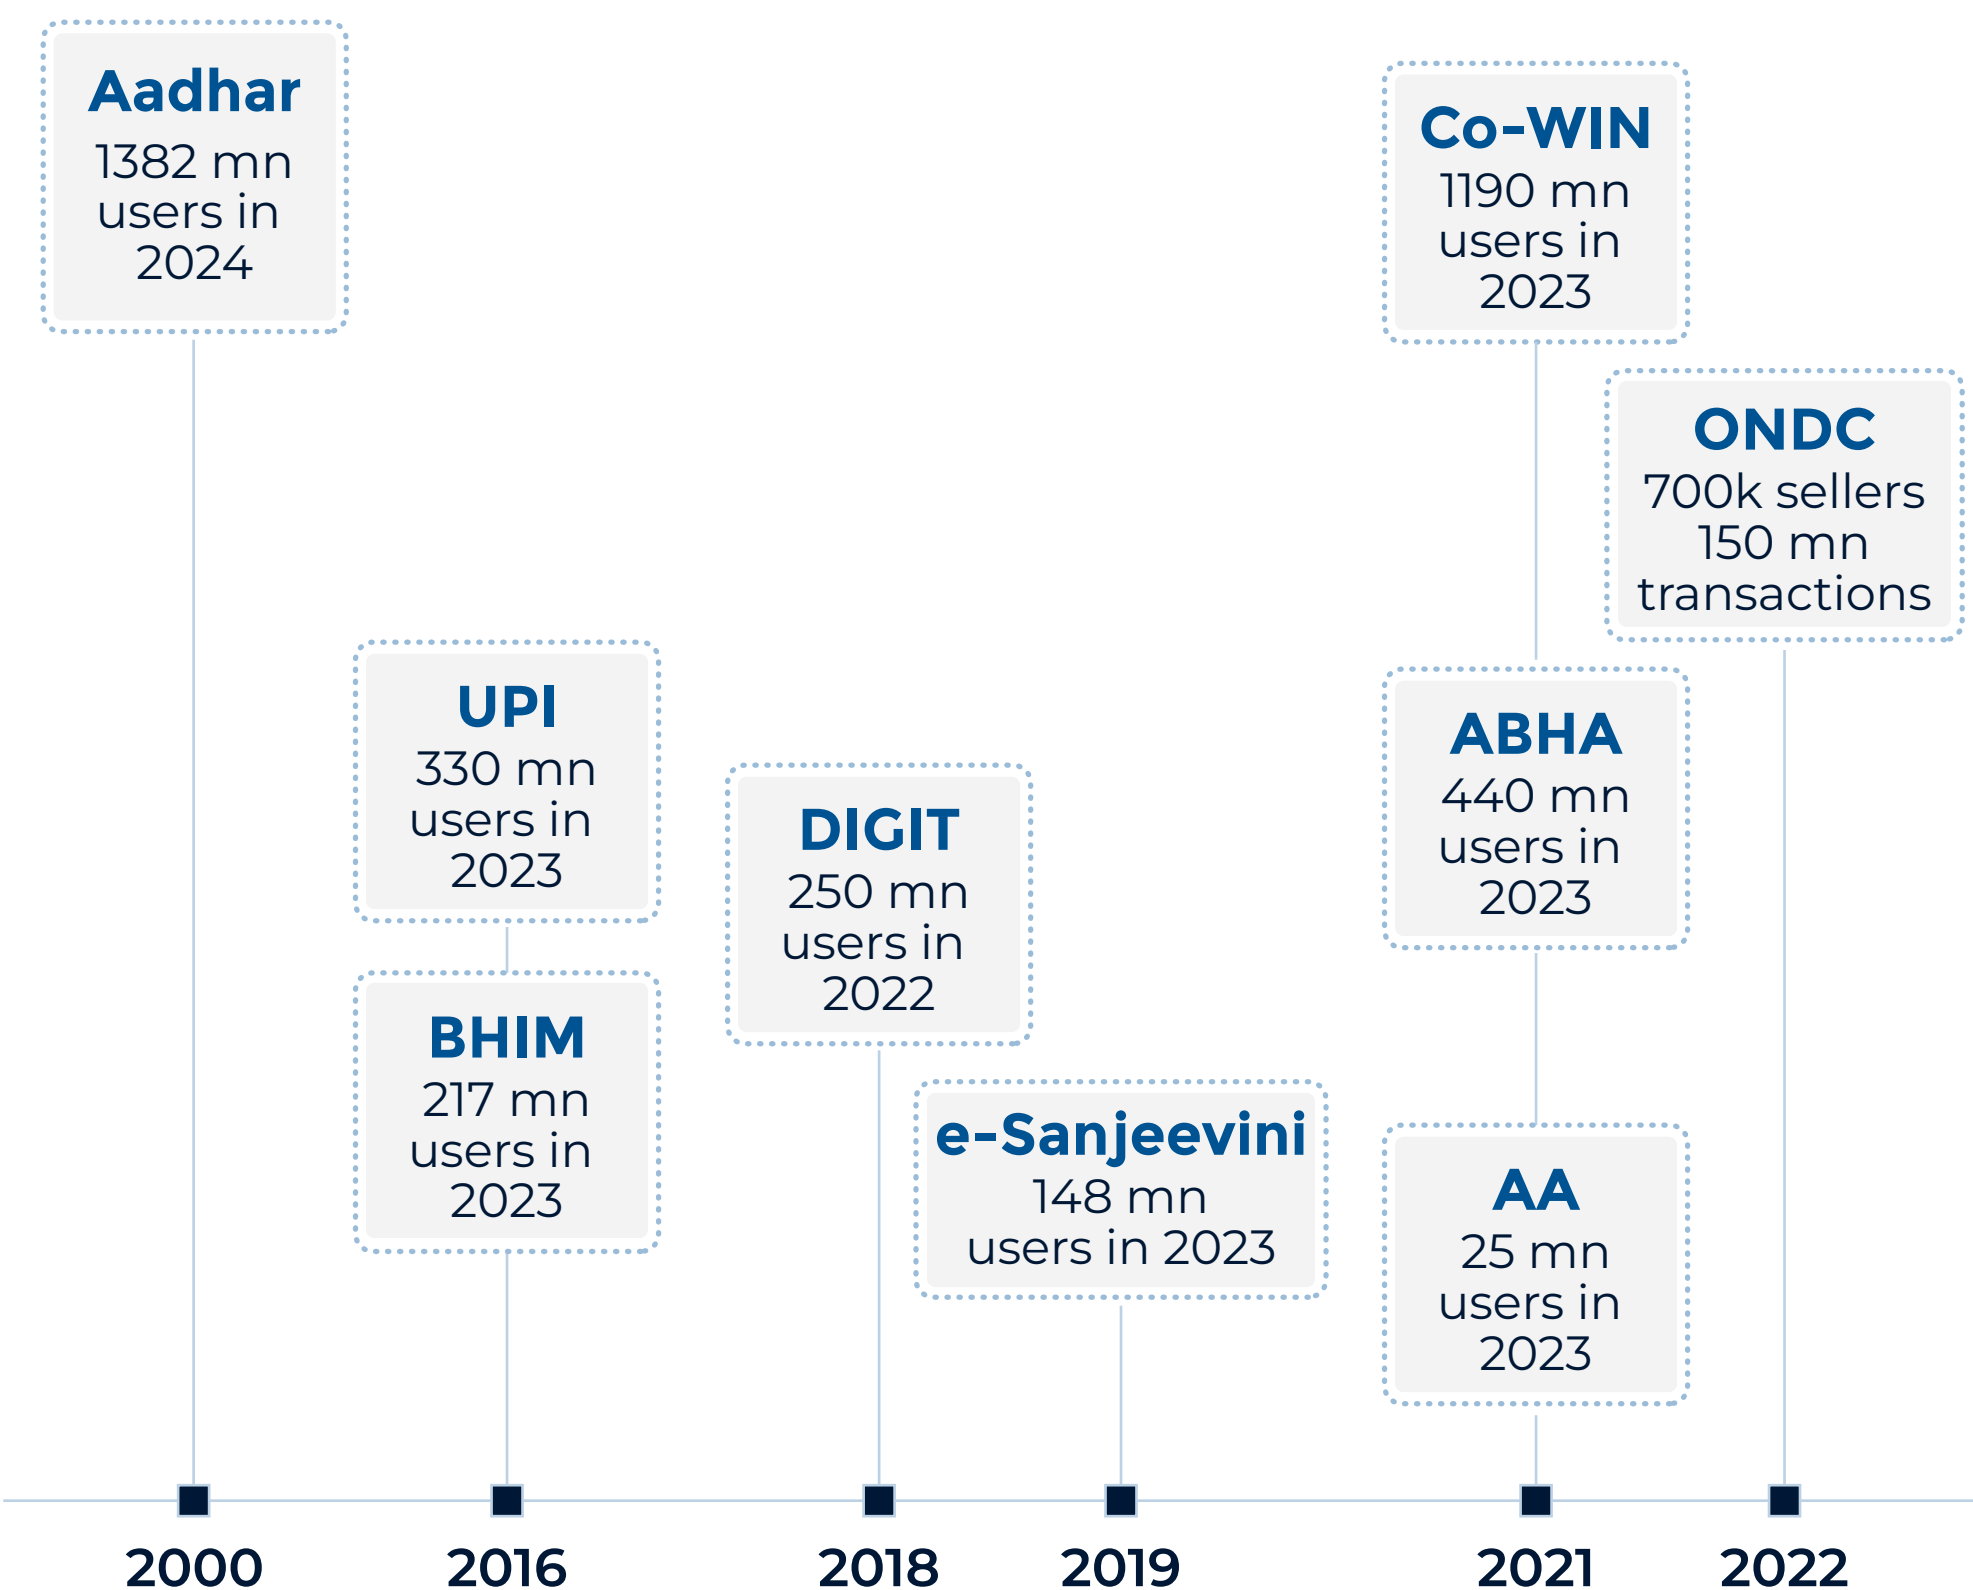 Aadhar
1382 mn
users in
2024
UPI
330 mn
users in
2023
BHIM
217 mn
users in
2023
DIGIT
250 mn
users in
2022
e-Sanjeevini
148 mn
users in 2023
Co-WIN
1190 mn
users in
2023
ABHA
440 mn
users in
2023
AA
25 mn
users in
2023
ONDC
700k sellers
150 mn
transactions
2000
2016
2018
2019
2021
2022